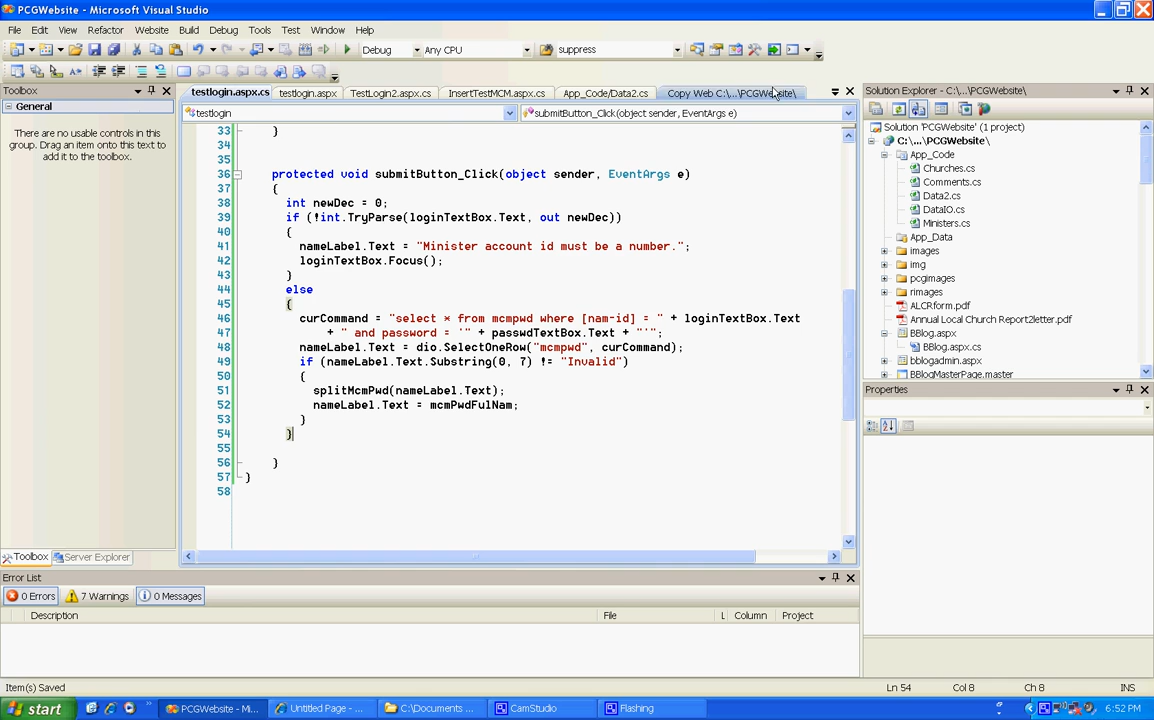 PCGWebsite - Microsoft Visual Studio
File Edit View Refactor Website Build Debug Tools Test Window Help
Debug Any CPU suppress
Toolbox
General
There are no usable controls in this
group. Drag an item onto this text to
add it to the toolbox.
Toolbox Server Explorer
testlogin.aspx.cs testlogin.aspx TestLogin2.aspx.cs InsertTestMCM.aspx.cs App_Code/Data2.cs Copy Web C:\...\PCGWebsite\
testlogin submitButton_Click(object sender, EventArgs e)
33 }
34
35
36 protected void submitButton_Click(object sender, EventArgs e)
37 {
38 int newDec = 0;
39 if (!int.TryParse(loginTextBox.Text, out newDec))
40 {
41 nameLabel.Text = "Minister account id must be a number.";
42 loginTextBox.Focus();
43 }
44 else
45 {
46 curCommand = "select * from mcmpwd where [nam-id] = " + loginTextBox.Text
47 + " and password = '" + passwdTextBox.Text + "'";
48 nameLabel.Text = dio.SelectOneRow("mcmpwd", curCommand);
49 if (nameLabel.Text.Substring(0, 7) != "Invalid")
50 {
51 splitMcmPwd(nameLabel.Text);
52 nameLabel.Text = mcmPwdFulNam;
53 }
54 }
55
56 }
57 }
58
Solution Explorer - C:\...\PCGWebsite\
Solution 'PCGWebsite' (1 project)
C:\...\PCGWebsite\
App_Code
Churches.cs
Comments.cs
Data2.cs
DataIO.cs
Ministers.cs
App_Data
images
img
pcgimages
rimages
ALCRform.pdf
Annual Local Church Report2letter.pdf
BBlog.aspx
BBlog.aspx.cs
bblogadmin.aspx
BBlogMasterPage.master
Properties
Error List
0 Errors 7 Warnings 0 Messages
Description File L Column Project
Item(s) Saved Ln 54 Col 8 Ch 8 INS
start PCGWebsite - Mi... Untitled Page - ... C:\Documents ... CamStudio Flashing 6:52 PM